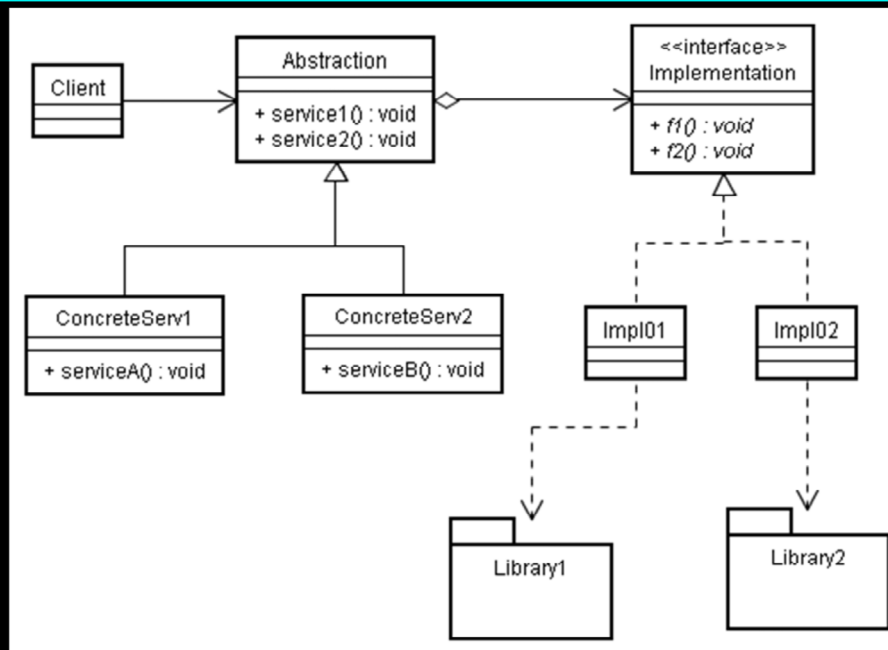 Client
Abstraction
+ service1() : void
+ service2() : void
<<interface>>
Implementation
+ f1() : void
+ f2() : void
ConcreteServ1
+ serviceA() : void
ConcreteServ2
+ serviceB() : void
Impl01
Impl02
Library1
Library2